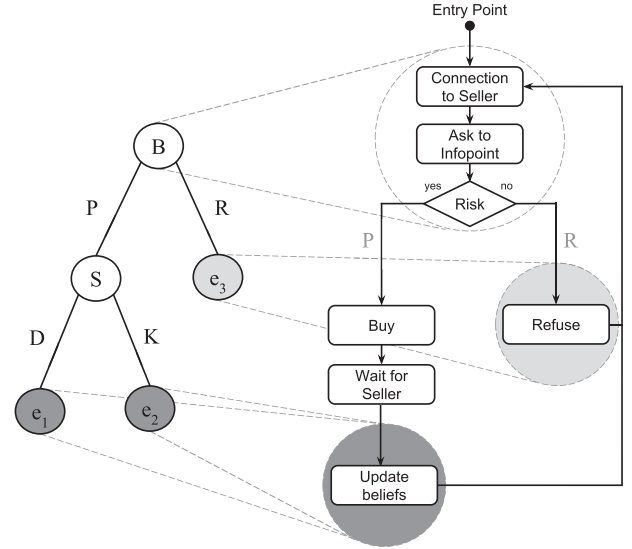 Entry Point
Connection
to Seller
Ask to
Infopoint
yes
no
Risk
P
R
Buy
Refuse
Wait for
Seller
Update
beliefs
B
P
R
S
e3
D
K
e1
e2